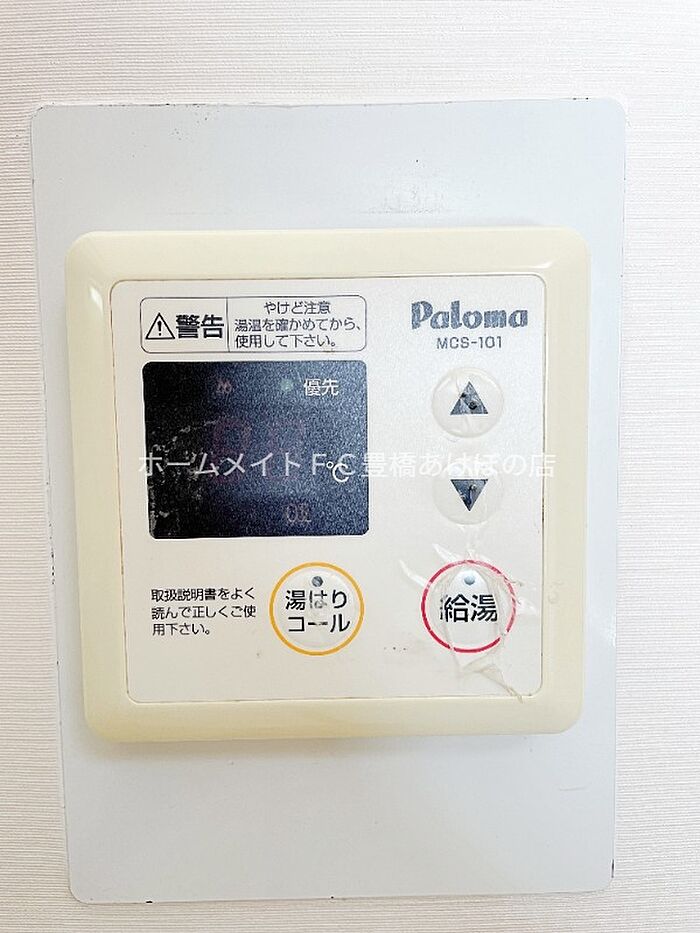 警告
やけど注意
湯温を確かめてから、
使用して下さい。
Paloma
MCS-101
優先
ホームメイトFC豊橋あけぼの店
℃
取扱説明書をよく
読んで正しくご使
用下さい。
湯はり
コール
給湯